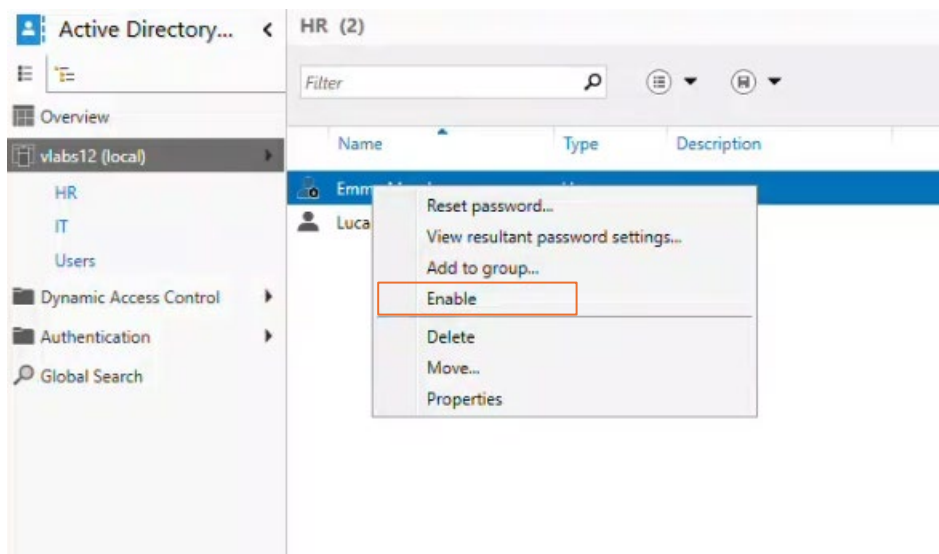 Active Directory...
HR (2)
Filter
Overview
vlabs12 (local)
HR
IT
Users
Dynamic Access Control
Authentication
Global Search
Name Type Description
Luca
Reset password...
View resultant password settings...
Add to group...
Enable
Delete
Move...
Properties